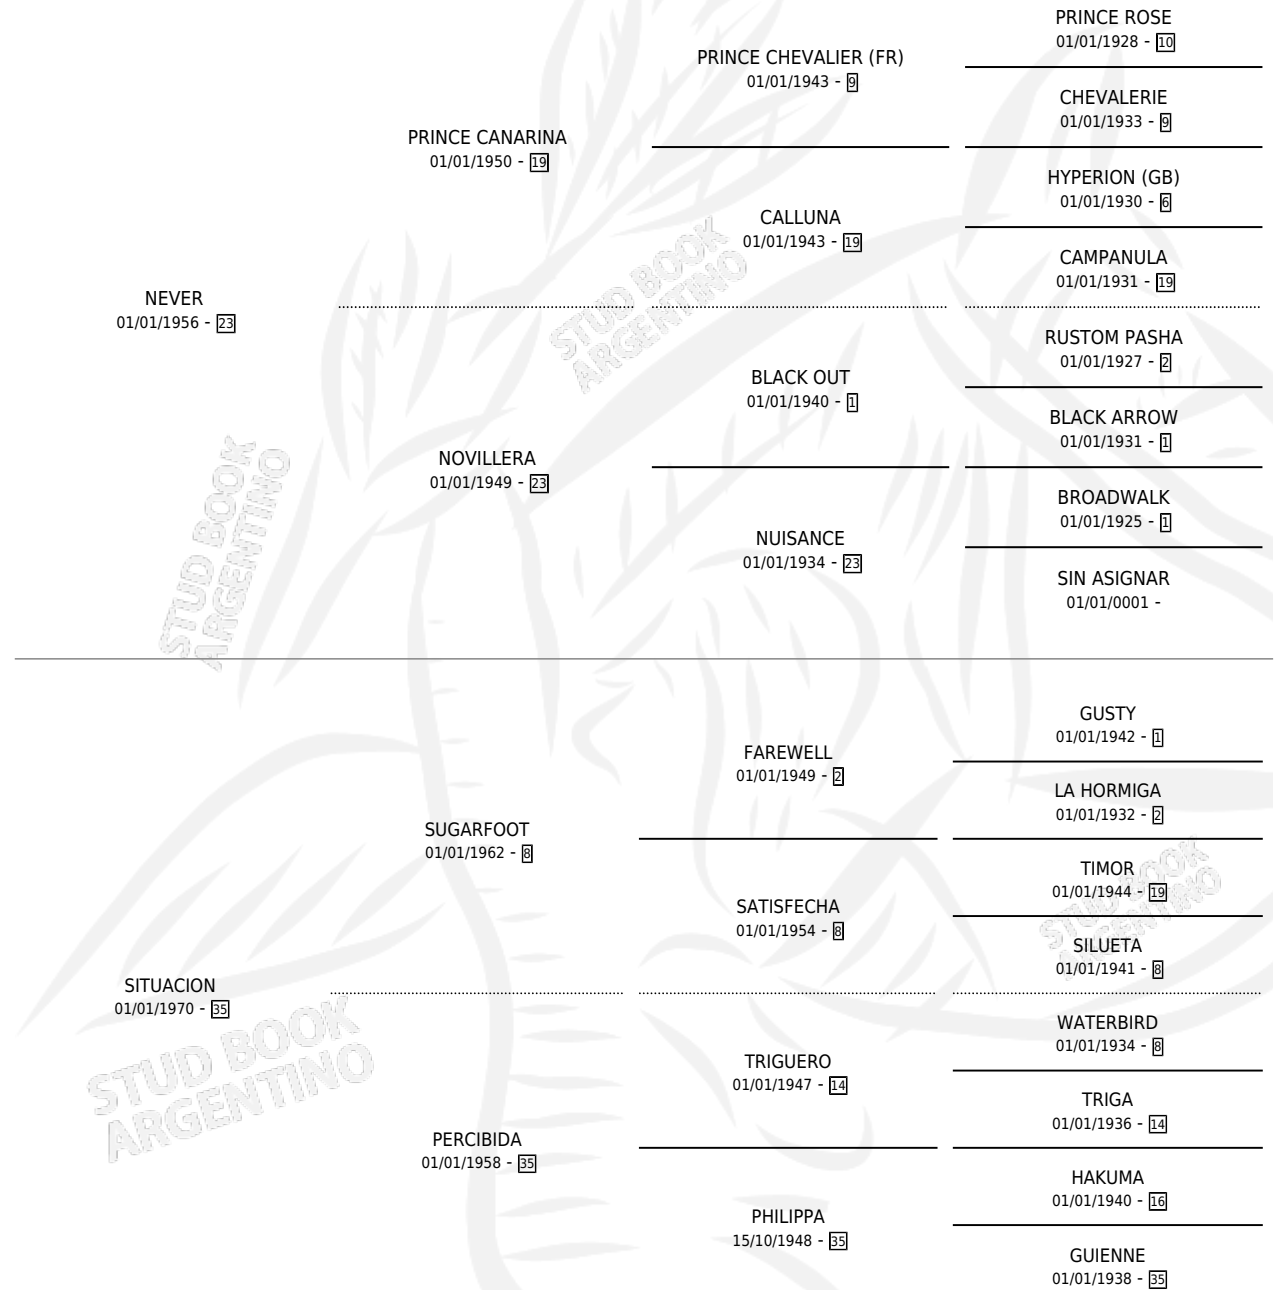 PRINCE ROSE
01/01/1928 - 10
PRINCE CHEVALIER (FR)
01/01/1943 - 9
CHEVALERIE
01/01/1933 - 9
PRINCE CANARINA
01/01/1950 - 19
HYPERION (GB)
01/01/1930 - 6
CALLUNA
01/01/1943 - 19
CAMPANULA
01/01/1931 - 19
NEVER
01/01/1956 - 23
RUSTOM PASHA
01/01/1927 - 2
BLACK OUT
01/01/1940 - 1
BLACK ARROW
01/01/1931 - 1
NOVILLERA
01/01/1949 - 23
BROADWALK
01/01/1925 - 1
NUISANCE
01/01/1934 - 23
SIN ASIGNAR
01/01/0001 -
GUSTY
01/01/1942 - 1
FAREWELL
01/01/1949 - 2
LA HORMIGA
01/01/1932 - 2
SUGARFOOT
01/01/1962 - 8
TIMOR
01/01/1944 - 19
SATISFECHA
01/01/1954 - 8
SILUETA
01/01/1941 - 8
SITUACION
01/01/1970 - 35
WATERBIRD
01/01/1934 - 8
TRIGUERO
01/01/1947 - 14
TRIGA
01/01/1936 - 14
PERCIBIDA
01/01/1958 - 35
HAKUMA
01/01/1940 - 16
PHILIPPA
15/10/1948 - 35
GUIENNE
01/01/1938 - 35
STUD BOOK
ARGENTINO
STUD BOOK
ARGENTINO
STUD BOOK
ARGENTINO
STUD BOOK
ARGENTINO